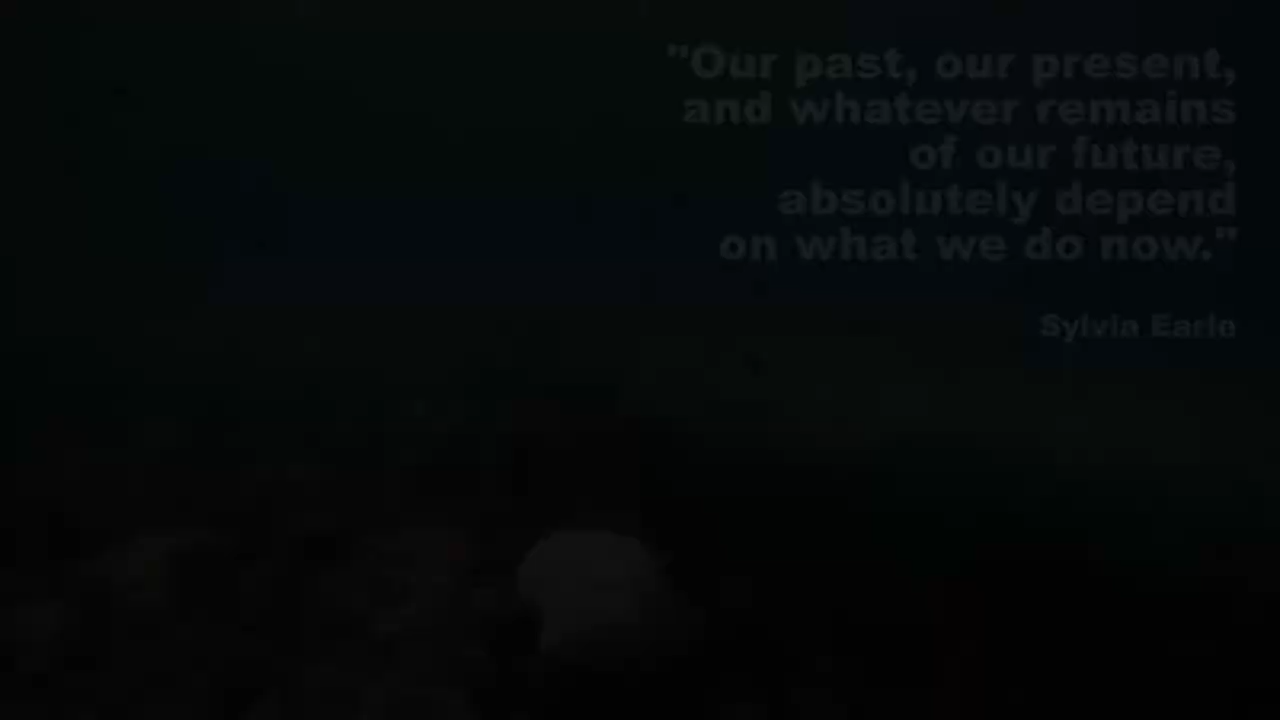 "Our past, our present,
and whatever remains
of our future,
absolutely depend
on what we do now."
Sylvia Earle